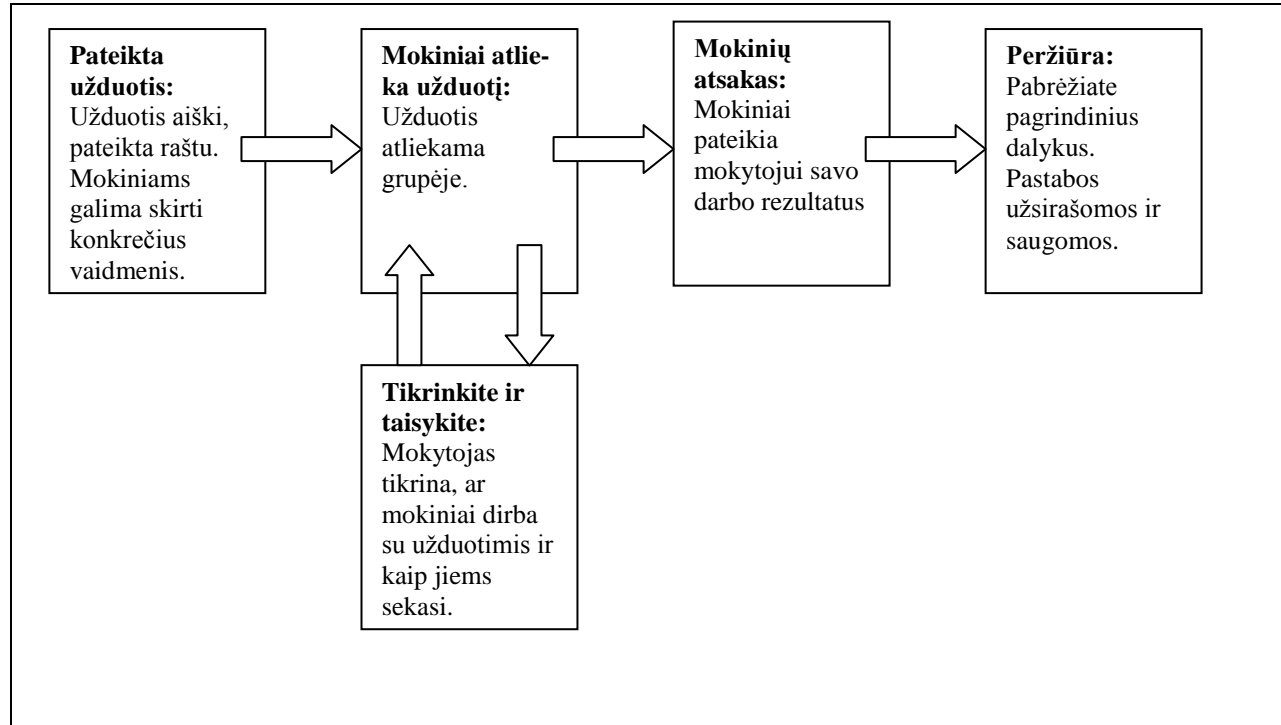 Pateikta
užduotis:
Užduotis aiški,
pateikta raštu.
Mokiniams
galima skirti
konkrečius
vaidmenis.
Mokiniai atlie-
ka užduotį:
Užduotis
atliekama
grupėje.
Mokinių
atsakas:
Mokiniai
pateikia
mokytojui savo
darbo rezultatus
Peržiūra:
Pabrėžiate
pagrindinius
dalykus.
Pastabos
užsirašomos ir
saugomos.
Tikrinkite ir
taisykite:
Mokytojas
tikrina, ar
mokiniai dirba
su užduotimis ir
kaip jiems
sekasi.